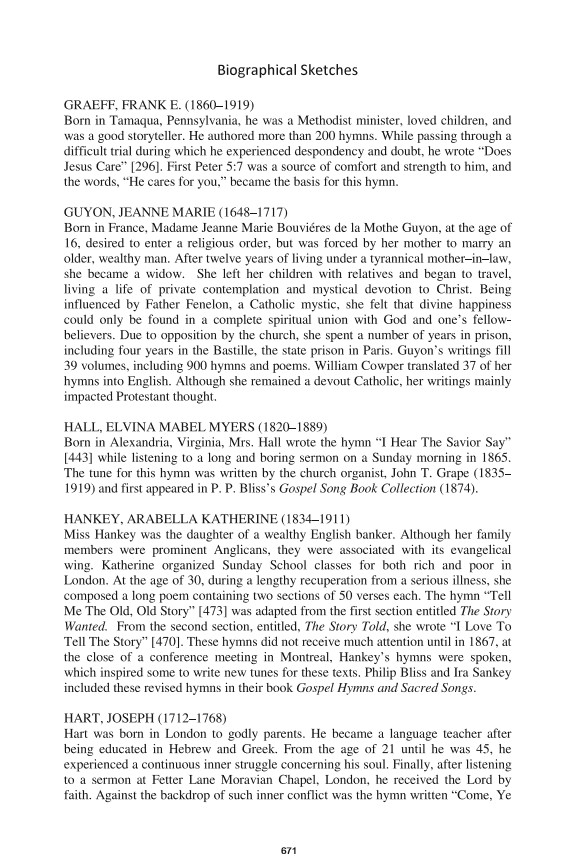 Biographical Sketches
GRAEFF, FRANK E. (1860–1919)
Born in Tamaqua, Pennsylvania, he was a Methodist minister, loved children, and
was a good storyteller. He authored more than 200 hymns. While passing through a
difficult trial during which he experienced despondency and doubt, he wrote “Does
Jesus Care” [296]. First Peter 5:7 was a source of comfort and strength to him, and
the words, “He cares for you,” became the basis for this hymn.
GUYON, JEANNE MARIE (1648–1717)
Born in France, Madame Jeanne Marie Bouviéres de la Mothe Guyon, at the age of
16, desired to enter a religious order, but was forced by her mother to marry an
older, wealthy man. After twelve years of living under a tyrannical mother–in–law,
she became a widow.  She left her children with relatives and began to travel,
living a life of private contemplation and mystical devotion to Christ. Being
influenced by Father Fenelon, a Catholic mystic, she felt that divine happiness
could only be found in a complete spiritual union with God and one’s fellow-
believers. Due to opposition by the church, she spent a number of years in prison,
including four years in the Bastille, the state prison in Paris. Guyon’s writings fill
39 volumes, including 900 hymns and poems. William Cowper translated 37 of her
hymns into English. Although she remained a devout Catholic, her writings mainly
impacted Protestant thought.
HALL, ELVINA MABEL MYERS (1820–1889)
Born in Alexandria, Virginia, Mrs. Hall wrote the hymn “I Hear The Savior Say”
[443] while listening to a long and boring sermon on a Sunday morning in 1865.
The tune for this hymn was written by the church organist, John T. Grape (1835–
1919) and first appeared in P. P. Bliss’s Gospel Song Book Collection (1874).
HANKEY, ARABELLA KATHERINE (1834–1911)
Miss Hankey was the daughter of a wealthy English banker. Although her family
members were prominent Anglicans, they were associated with its evangelical
wing. Katherine organized Sunday School classes for both rich and poor in
London. At the age of 30, during a lengthy recuperation from a serious illness, she
composed a long poem containing two sections of 50 verses each. The hymn “Tell
Me The Old, Old Story” [473] was adapted from the first section entitled The Story
Wanted.  From the second section, entitled, The Story Told, she wrote “I Love To
Tell The Story” [470]. These hymns did not receive much attention until in 1867, at
the close of a conference meeting in Montreal, Hankey’s hymns were spoken,
which inspired some to write new tunes for these texts. Philip Bliss and Ira Sankey
included these revised hymns in their book Gospel Hymns and Sacred Songs.
HART, JOSEPH (1712–1768)
Hart was born in London to godly parents. He became a language teacher after
being educated in Hebrew and Greek. From the age of 21 until he was 45, he
experienced a continuous inner struggle concerning his soul. Finally, after listening
to a sermon at Fetter Lane Moravian Chapel, London, he received the Lord by
faith. Against the backdrop of such inner conflict was the hymn written “Come, Ye
671